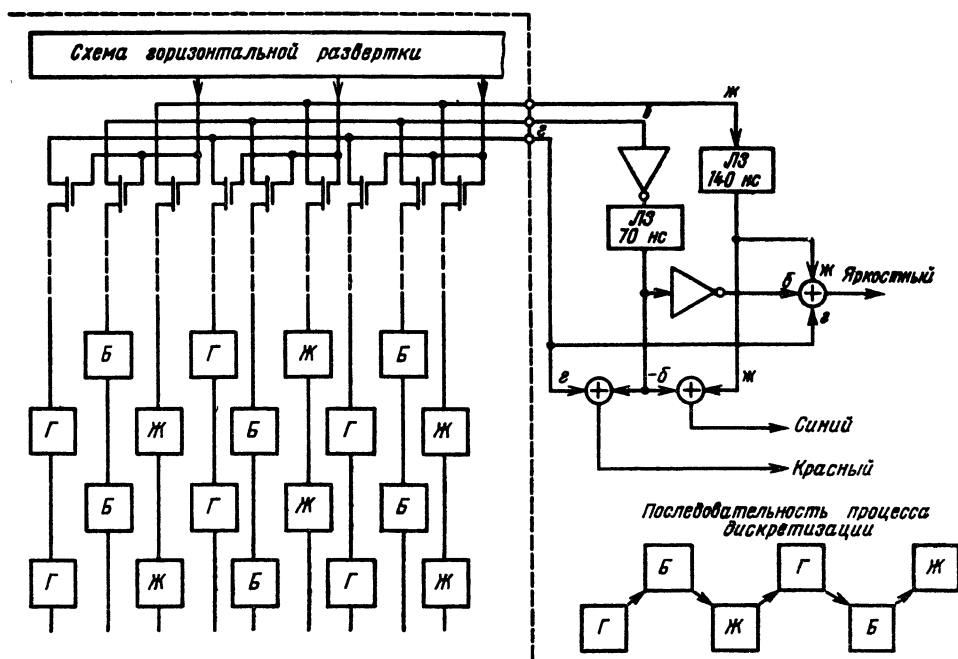 Схема горизонтальной развертки
ж
б
г
ЛЗ
140 нс
ЛЗ
70 нс
ж
б
Яркостный
г
г
-б
ж
Синий
Красный
Б Г Ж Б
Г Ж Б Г Ж
Б Г Ж Б
Г Ж Б Г Ж
Последовательность процесса
дискретизации
Б Г Ж
Г Ж Б